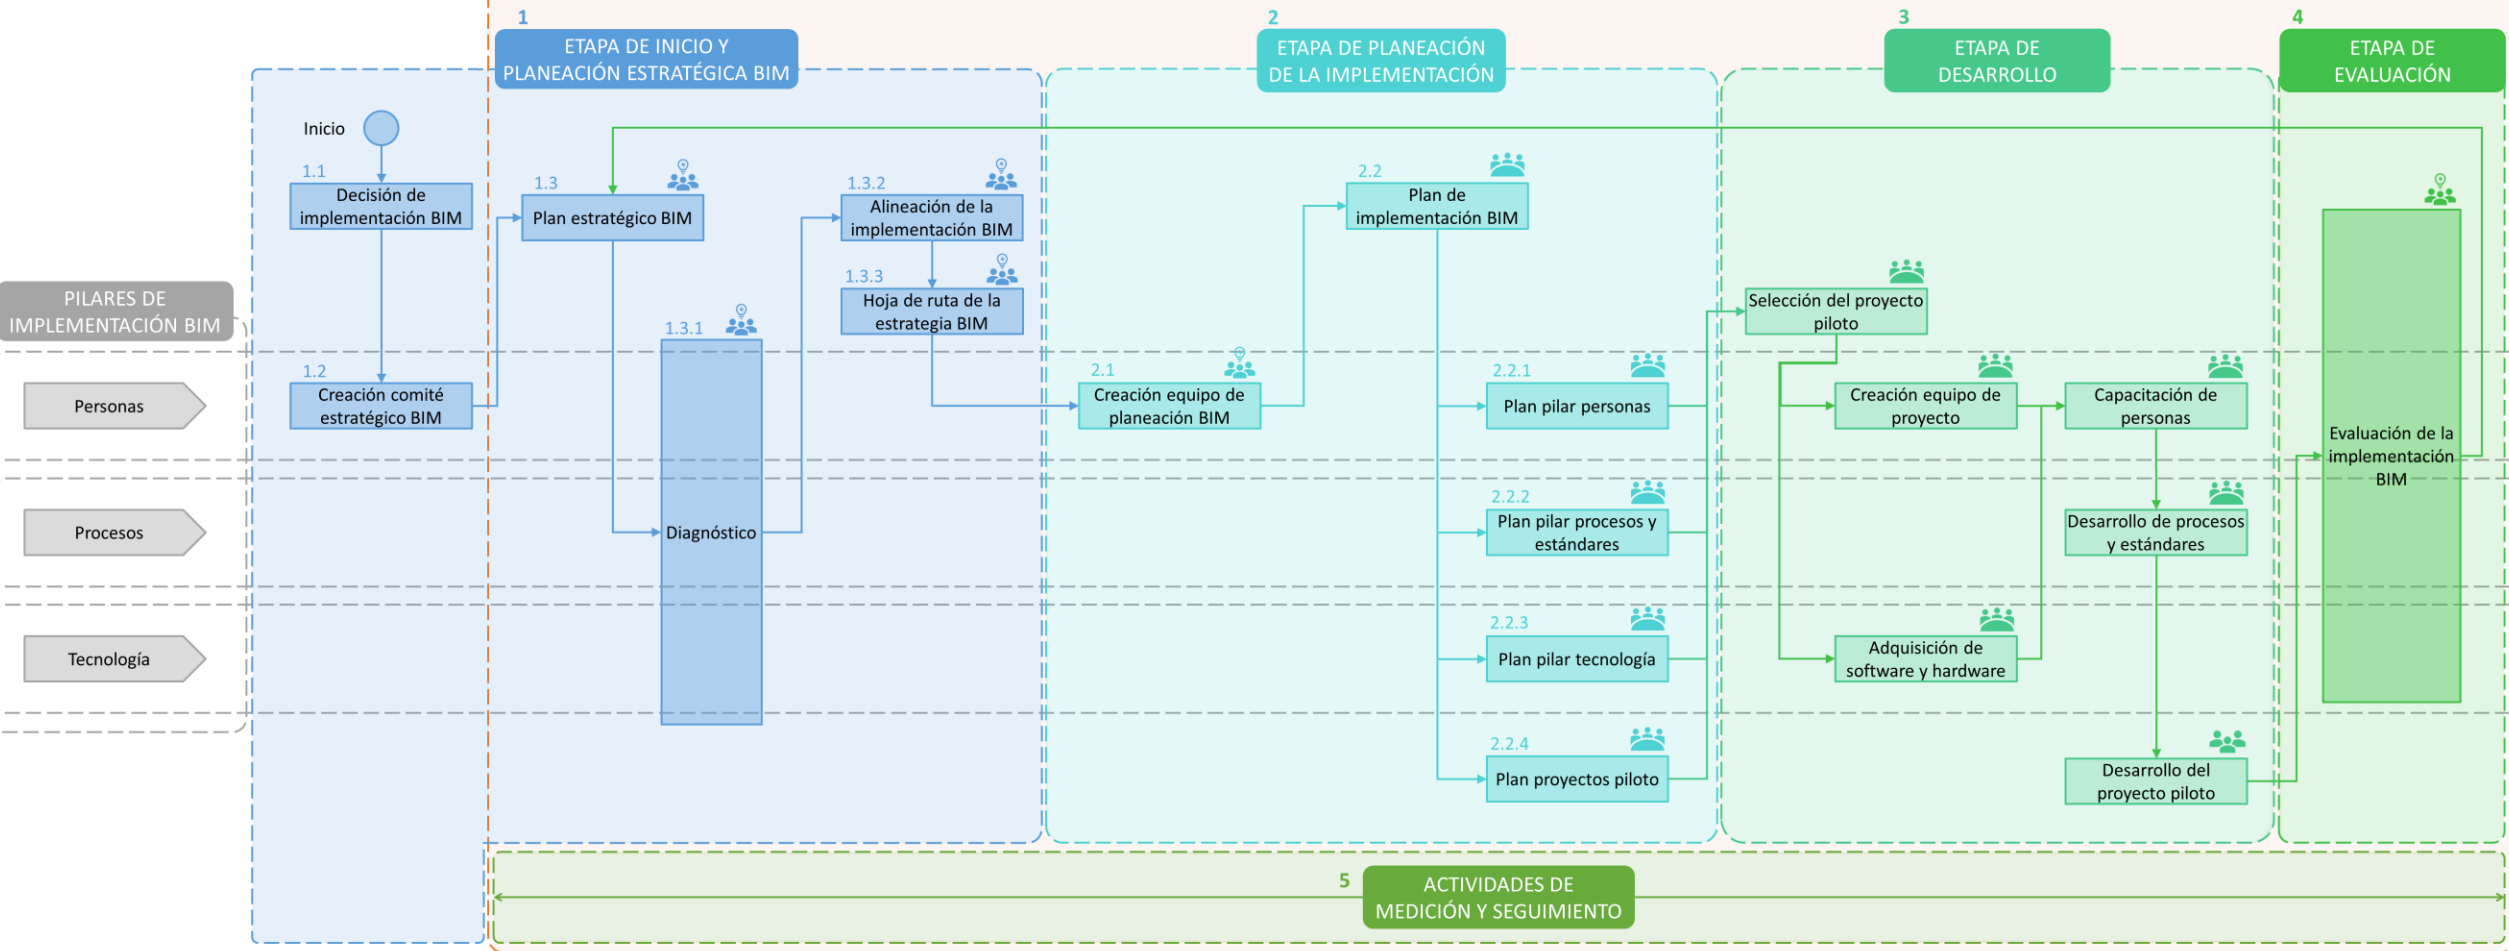 1
ETAPA DE INICIO Y
PLANEACIÓN ESTRATÉGICA BIM
2
ETAPA DE PLANEACIÓN
DE LA IMPLEMENTACIÓN
3
ETAPA DE
DESARROLLO
4
ETAPA DE
EVALUACIÓN
PILARES DE
IMPLEMENTACIÓN BIM
Personas
Procesos
Tecnología
Inicio
1.1
Decisión de
implementación BIM
1.2
Creación comité
estratégico BIM
1.3
Plan estratégico BIM
1.3.1
Diagnóstico
1.3.2
Alineación de la
implementación BIM
1.3.3
Hoja de ruta de la
estrategia BIM
2.1
Creación equipo de
planeación BIM
2.2
Plan de
implementación BIM
2.2.1
Plan pilar personas
2.2.2
Plan pilar procesos y
estándares
2.2.3
Plan pilar tecnología
2.2.4
Plan proyectos piloto
Selección del proyecto
piloto
Creación equipo de
proyecto
Capacitación de
personas
Desarrollo de procesos
y estándares
Adquisición de
software y hardware
Desarrollo del
proyecto piloto
Evaluación de la
implementación
BIM
5
ACTIVIDADES DE
MEDICIÓN Y SEGUIMIENTO